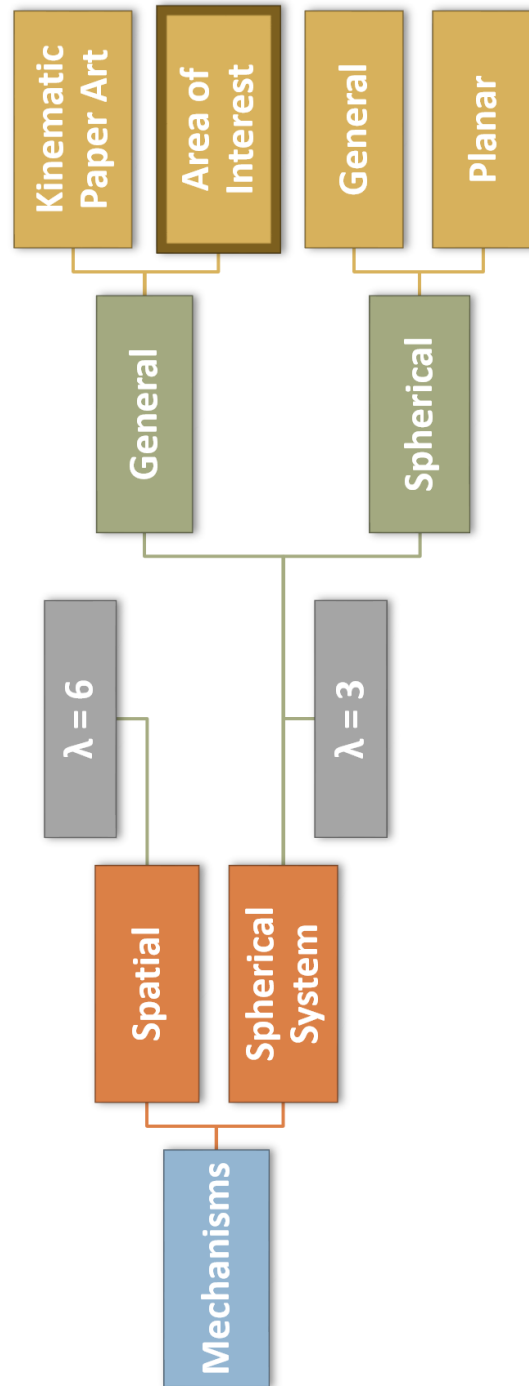 Mechanisms
Spatial
Spherical
System
λ = 6
λ = 3
General
Spherical
Kinematic
Paper Art
Area of
Interest
General
Planar